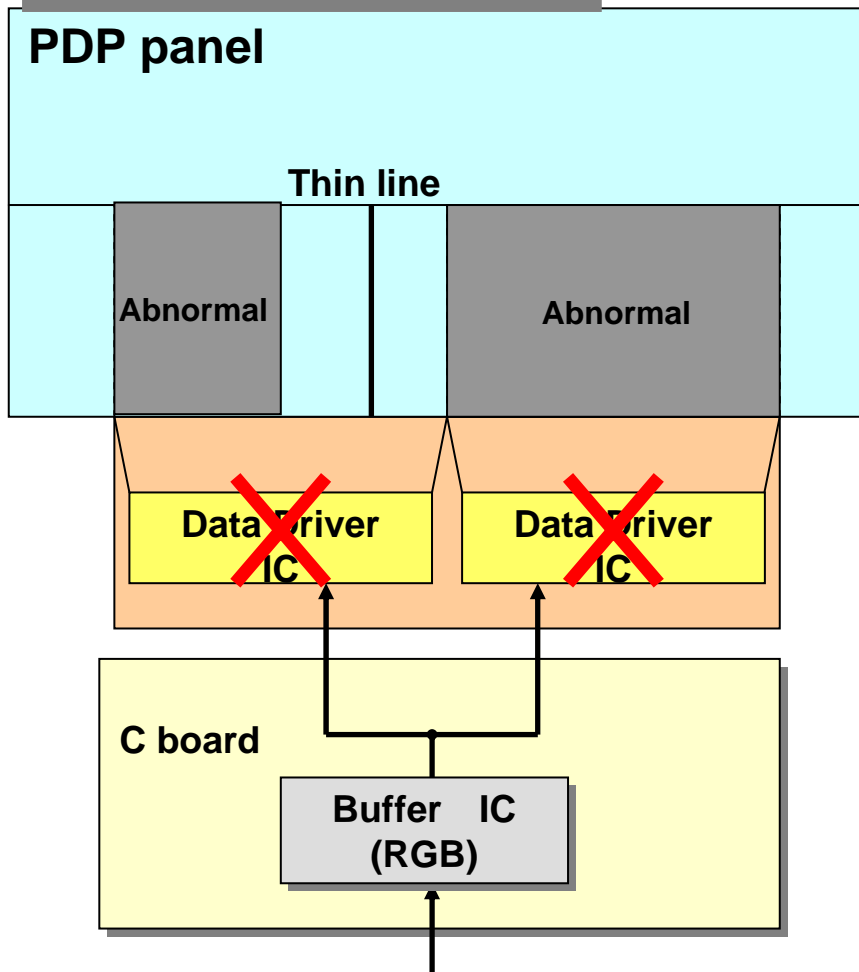 PDP panel
Thin line
Abnormal
Abnormal
Data Driver
IC
Data Driver
IC
C board
Buffer IC
(RGB)